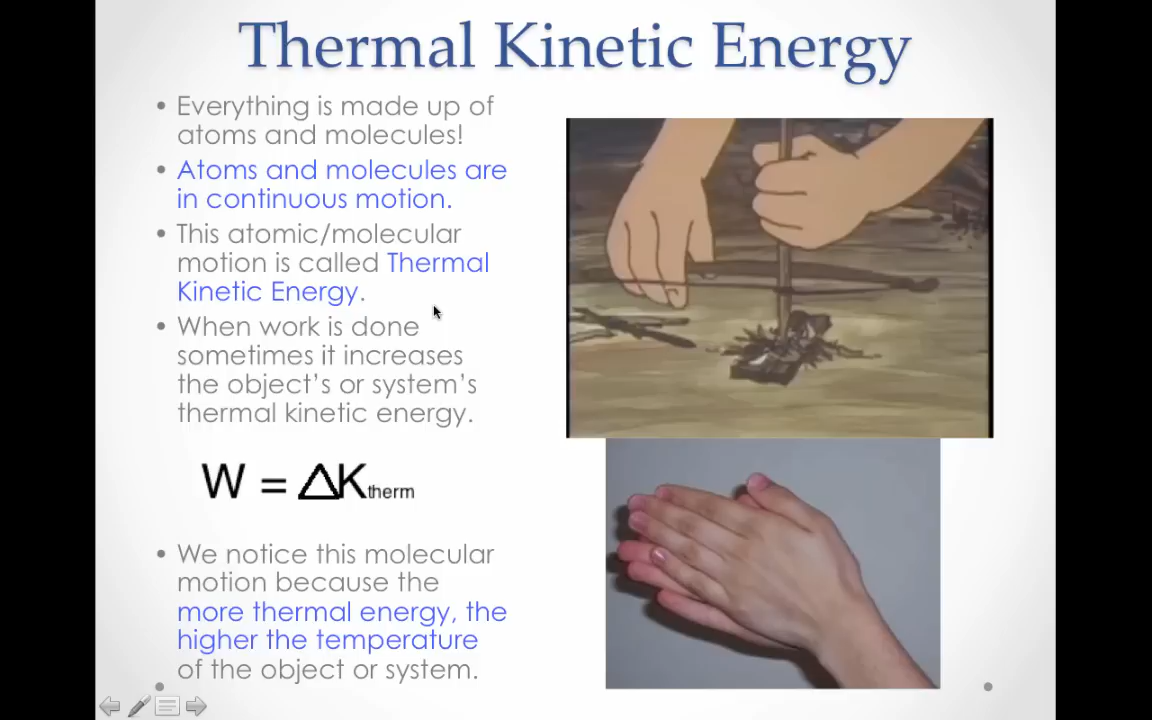 Thermal Kinetic Energy
• Everything is made up of
atoms and molecules!
• Atoms and molecules are
in continuous motion.
• This atomic/molecular
motion is called Thermal
Kinetic Energy.
• When work is done
sometimes it increases
the object’s or system’s
thermal kinetic energy.
W = △Ktherm
• We notice this molecular
motion because the
more thermal energy, the
higher the temperature
of the object or system.